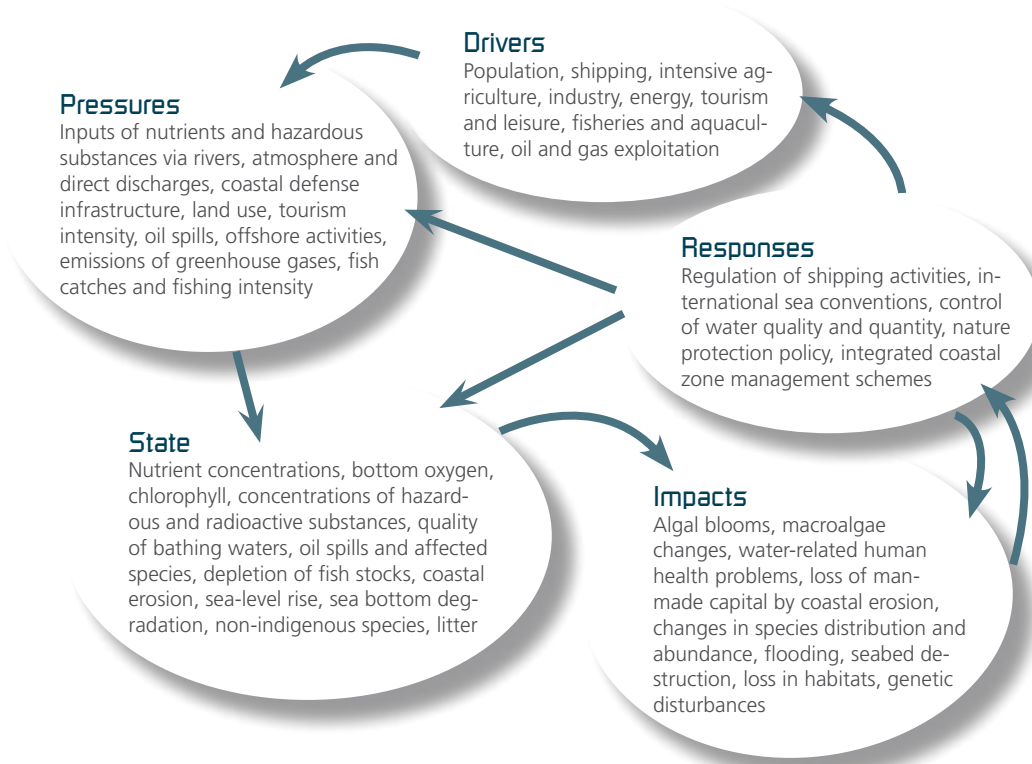 Drivers
Population, shipping, intensive ag-
riculture, industry, energy, tourism
and leisure, fisheries and aquacul-
ture, oil and gas exploitation
Pressures
Inputs of nutrients and hazardous
substances via rivers, atmosphere and
direct discharges, coastal defense
infrastructure, land use, tourism
intensity, oil spills, offshore activities,
emissions of greenhouse gases, fish
catches and fishing intensity
Responses
Regulation of shipping activities, in-
ternational sea conventions, control
of water quality and quantity, nature
protection policy, integrated coastal
zone management schemes
State
Nutrient concentrations, bottom oxygen,
chlorophyll, concentrations of hazard-
ous and radioactive substances, quality
of bathing waters, oil spills and affected
species, depletion of fish stocks, coastal
erosion, sea-level rise, sea bottom deg-
radation, non-indigenous species, litter
Impacts
Algal blooms, macroalgae
changes, water-related human
health problems, loss of man-
made capital by coastal erosion,
changes in species distribution and
abundance, flooding, seabed de-
struction, loss in habitats, genetic
disturbances